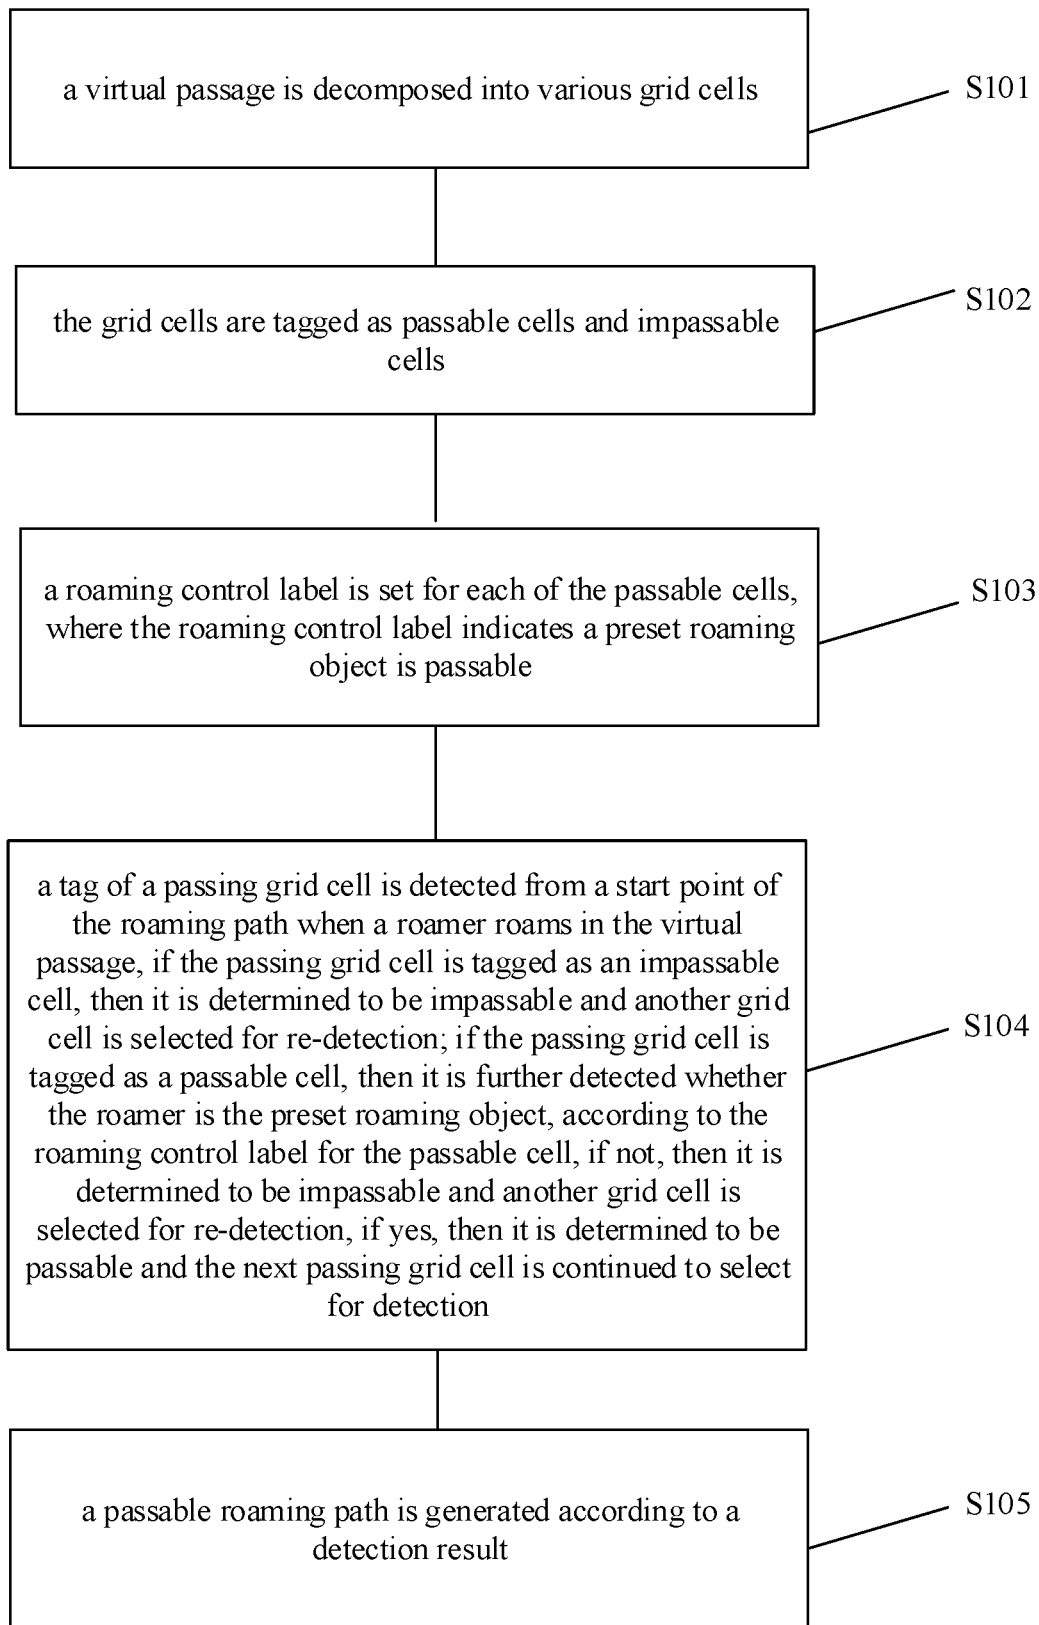 a virtual passage is decomposed into various grid cells
S101
the grid cells are tagged as passable cells and impassable
cells
S102
a roaming control label is set for each of the passable cells,
where the roaming control label indicates a preset roaming
object is passable
S103
a tag of a passing grid cell is detected from a start point of
the roaming path when a roamer roams in the virtual
passage, if the passing grid cell is tagged as an impassable
cell, then it is determined to be impassable and another grid
cell is selected for re-detection; if the passing grid cell is
tagged as a passable cell, then it is further detected whether
the roamer is the preset roaming object, according to the
roaming control label for the passable cell, if not, then it is
determined to be impassable and another grid cell is
selected for re-detection, if yes, then it is determined to be
passable and the next passing grid cell is continued to select
for detection
S104
a passable roaming path is generated according to a
detection result
S105